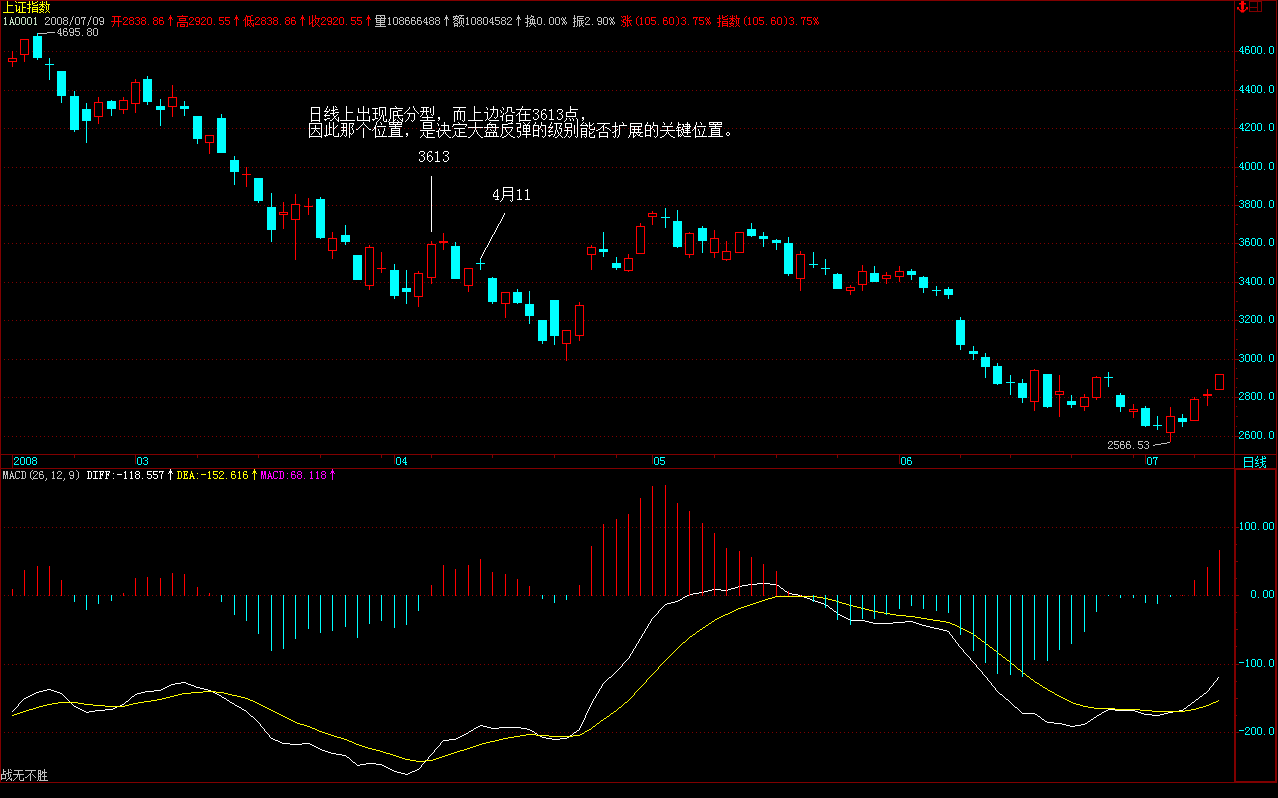 上证指数
1A0001 2008/07/09 开2838.88↑高2920.55↑低2838.88↑收2920.55↑量108666488↑额10804582↑换0.00% 振2.90% 涨(105.80)3.75% 指数(105.80)3.75%
4695.80
4600.0
4400.0
日线上出现底分型，而上边沿在3613点，
因此那个位置，是决定大盘反弹的级别能否扩展的关键位置。
4200.0
3613
4000.0
4月11
3800.0
3600.0
3400.0
3200.0
3000.0
2800.0
2600.0
2566.53
2008 03 04 05 06 07 日线
MACD(26,12,9) DIFF:-118.557↑DEA:-152.616↑MACD:68.118↑
100.00
0.00
-100.0
-200.0
战无不胜